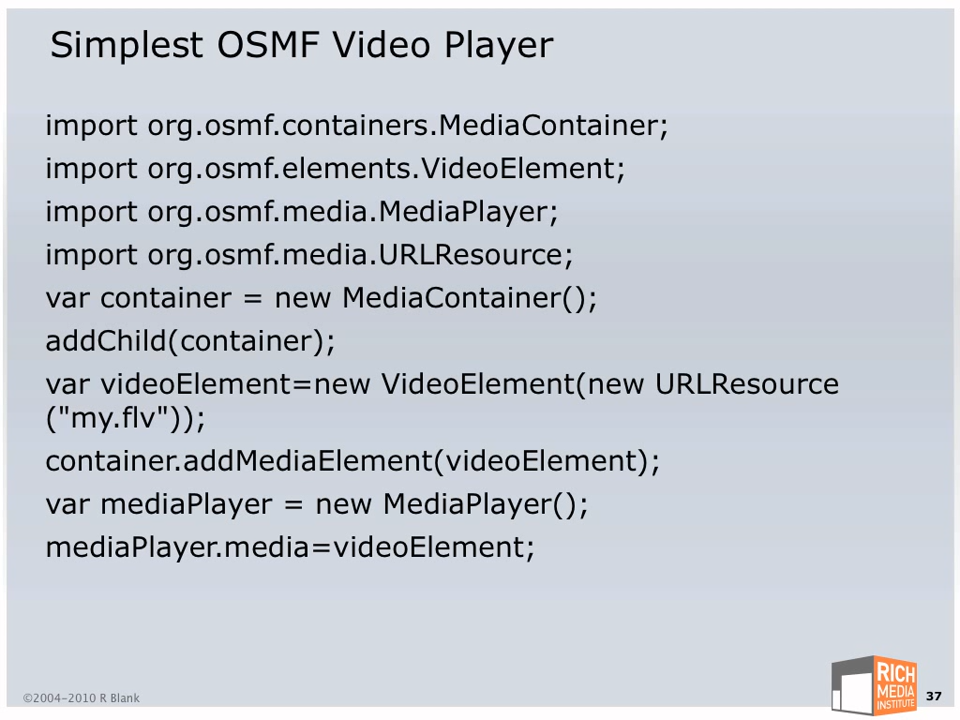 Simplest OSMF Video Player
import org.osmf.containers.MediaContainer;
import org.osmf.elements.VideoElement;
import org.osmf.media.MediaPlayer;
import org.osmf.media.URLResource;
var container = new MediaContainer();
addChild(container);
var videoElement=new VideoElement(new URLResource
("my.flv"));
container.addMediaElement(videoElement);
var mediaPlayer = new MediaPlayer();
mediaPlayer.media=videoElement;
©2004-2010 R Blank
RICH
MEDIA
INSTITUTE
37